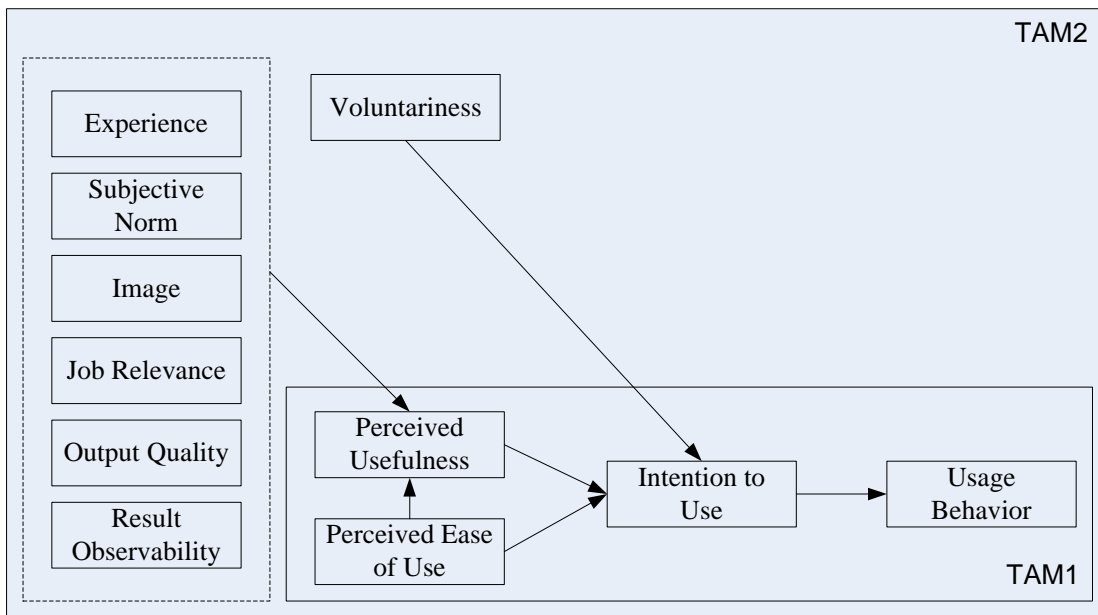 TAM2
Experience
Subjective
Norm
Image
Job Relevance
Output Quality
Result
Observability
Voluntariness
Perceived
Usefulness
Perceived Ease
of Use
Intention to
Use
Usage
Behavior
TAM1